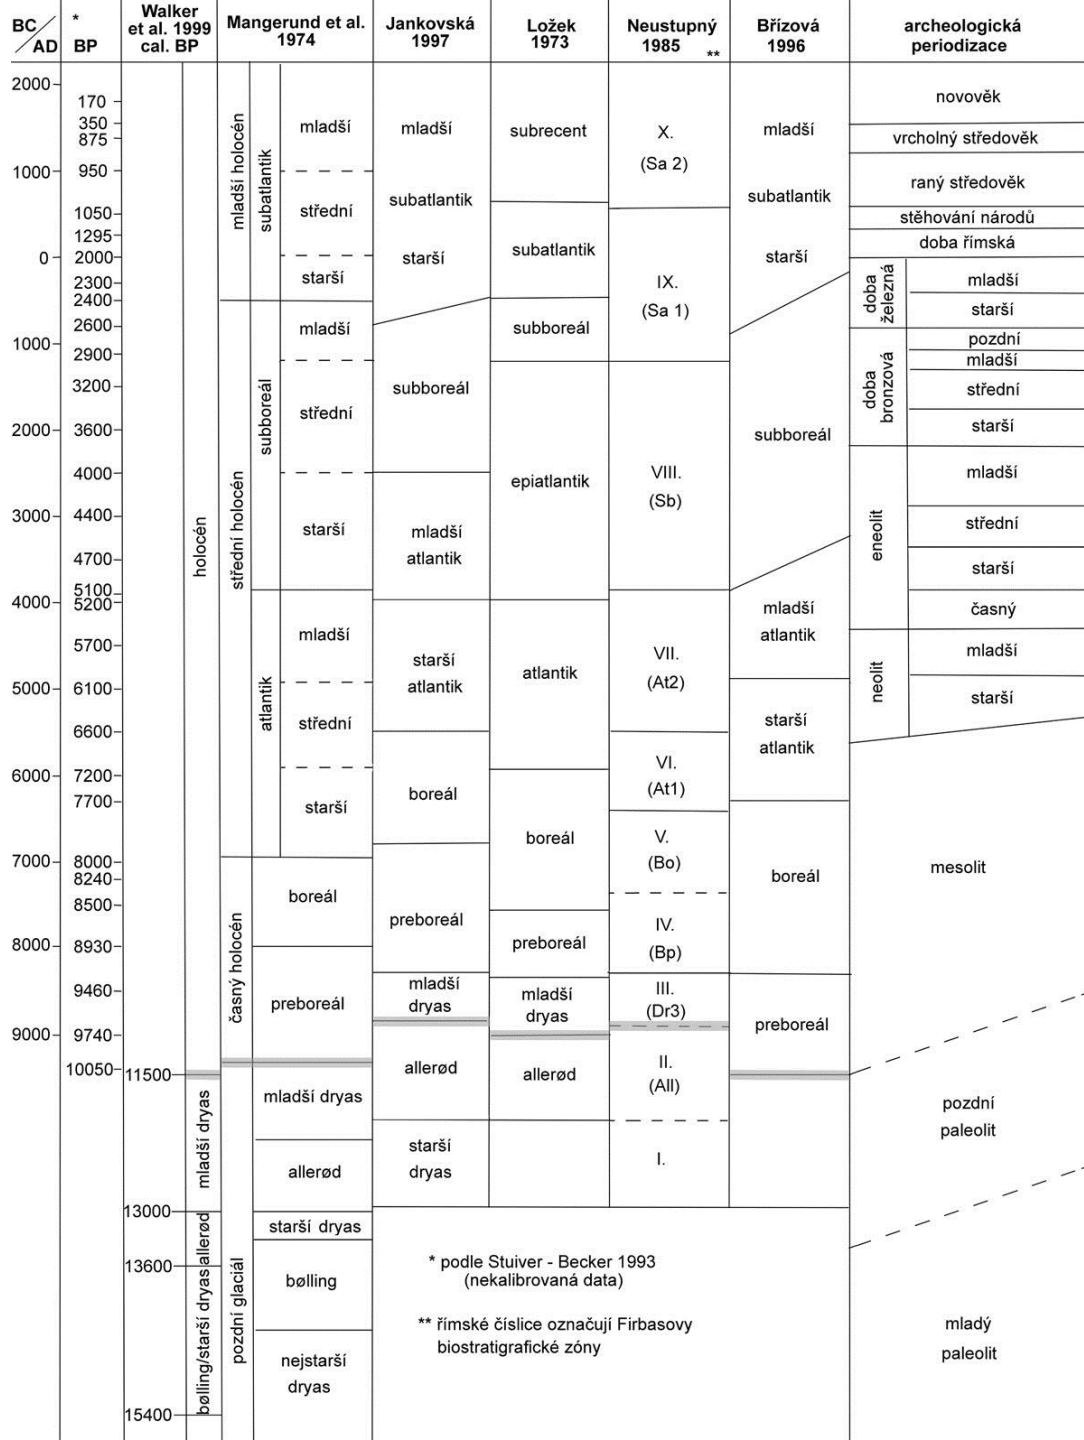 BC/AD
*
BP
Walker
et al. 1999
cal. BP
Mangerund et al.
1974
Jankovská
1997
Ložek
1973
Neustupný
1985
**
Břízová
1996
archeologická
periodizace
2000
1000
0
1000
2000
3000
4000
5000
6000
7000
8000
9000
170
350
875
950
1050
1295
2000
2300
2400
2600
2900
3200
3600
4000
4400
4700
5100
5200
5700
6100
6600
7200
7700
8000
8240
8500
8930
9460
9740
10050
11500
13000
13600
15400
holocén
mladší dryas
allerød
bølling/starší dryas
mladší holocén
střední holocén
časný holocén
pozdní glaciál
subatlantik
subboreál
atlantik
mladší
střední
starší
mladší
střední
starší
mladší
střední
starší
boreál
preboreál
mladší dryas
allerød
starší dryas
bølling
nejstarší
dryas
mladší
subatlantik
starší
subboreál
mladší
atlantik
starší
atlantik
boreál
preboreál
mladší
dryas
allerød
starší
dryas
subrecent
subatlantik
subboreál
epiatlantik
atlantik
boreál
preboreál
mladší
dryas
allerød
X.
(Sa 2)
IX.
(Sa 1)
VIII.
(Sb)
VII.
(At2)
VI.
(At1)
V.
(Bo)
IV.
(Bp)
III.
(Dr3)
II.
(All)
I.
mladší
subatlantik
starší
subboreál
mladší
atlantik
starší
atlantik
boreál
preboreál
novověk
vrcholný středověk
raný středověk
stěhování národů
doba římská
doba
železná
mladší
starší
doba
bronzová
pozdní
mladší
střední
starší
eneolit
mladší
střední
starší
časný
neolit
mladší
starší
mesolit
pozdní
paleolit
mladý
paleolit
* podle Stuiver - Becker 1993
(nekalibrovaná data)
** římské číslice označují Firbasovy
biostratigrafické zóny